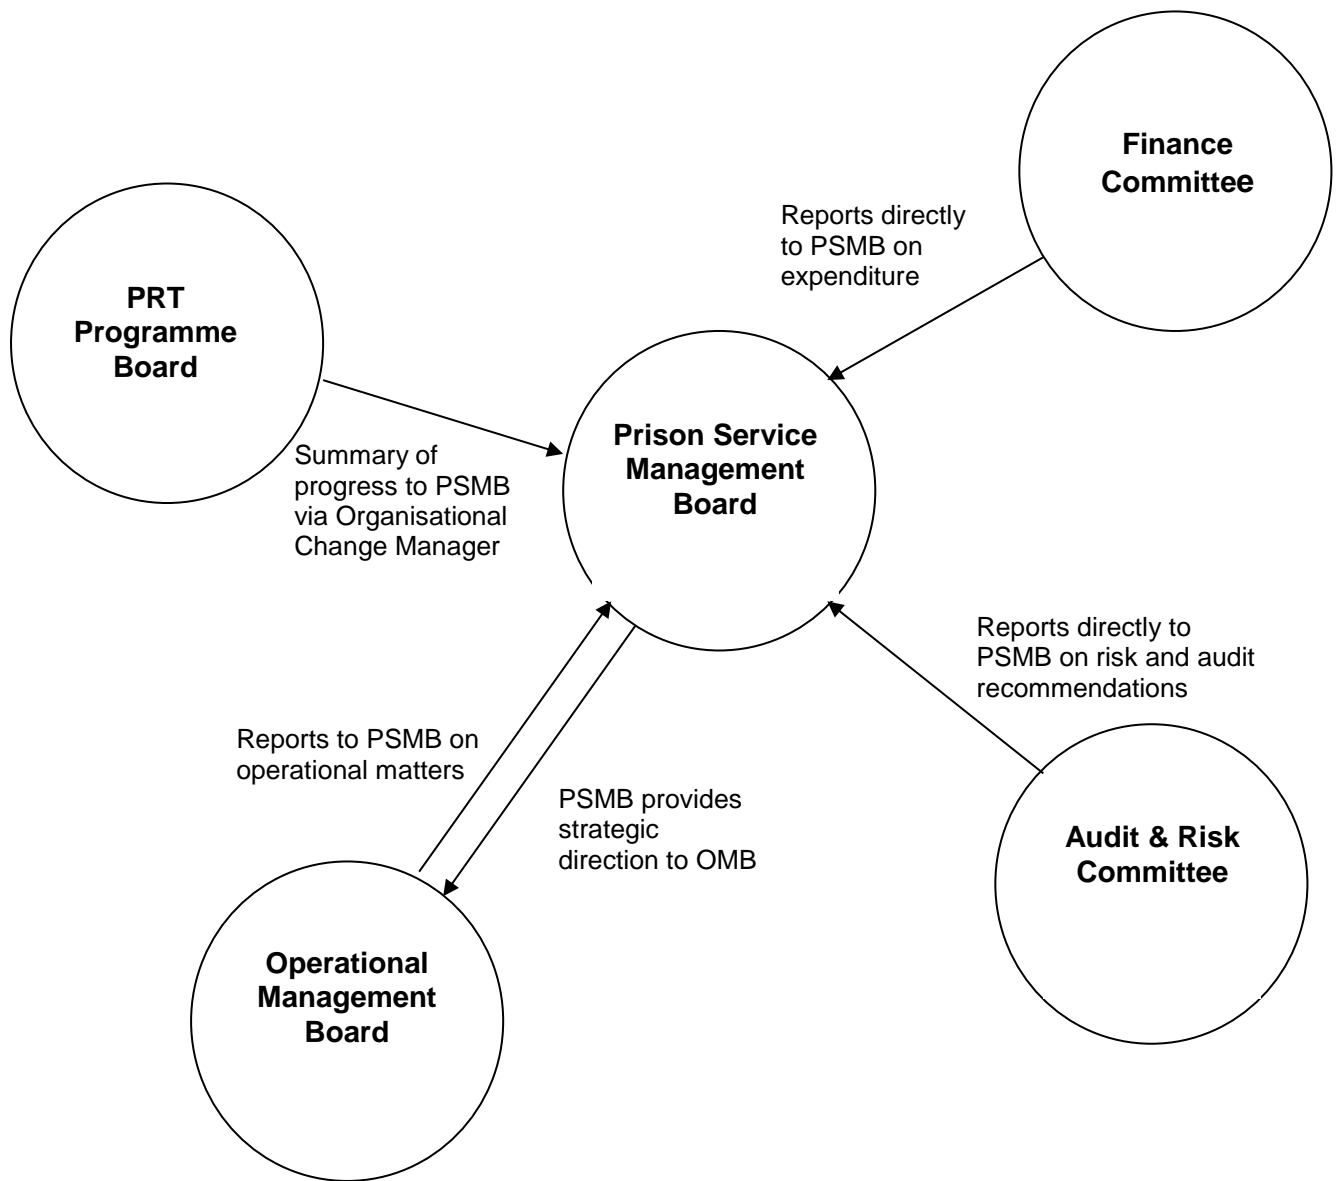 Finance
Committee
Reports directly
to PSMB on
expenditure
PRT
Programme
Board
Prison Service
Management
Board
Summary of
progress to PSMB
via Organisational
Change Manager
Reports directly to
PSMB on risk and audit
recommendations
Reports to PSMB on
operational matters
PSMB provides
strategic
direction to OMB
Audit & Risk
Committee
Operational
Management
Board